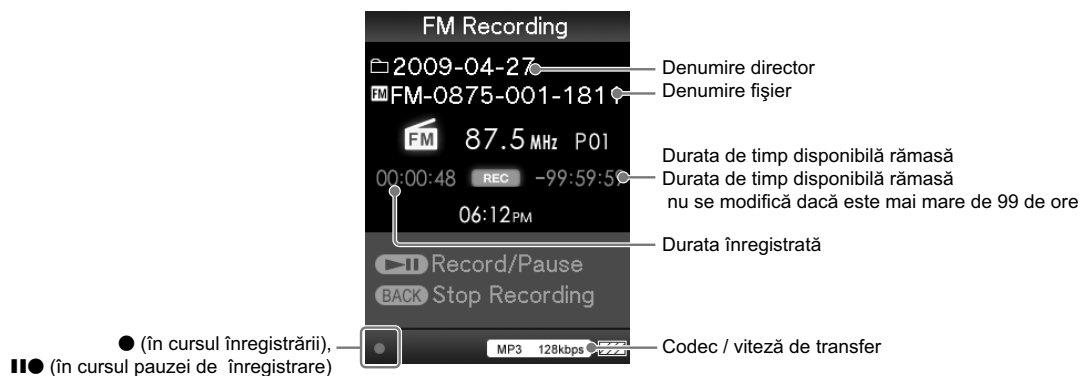 FM Recording
2009-04-27
Denumire director
FM FM-0875-001-181
Denumire fişier
FM 87.5 MHz P01
Durata de timp disponibilă rămasă
00:00:48 REC -99:59:59
Durata de timp disponibilă rămasă
nu se modifică dacă este mai mare de 99 de ore
06:12PM
Durata înregistrată
Record/Pause
BACK Stop Recording
● (în cursul înregistrării),
MP3 128kbps
Codec / viteză de transfer
▮▮● (în cursul pauzei de înregistrare)